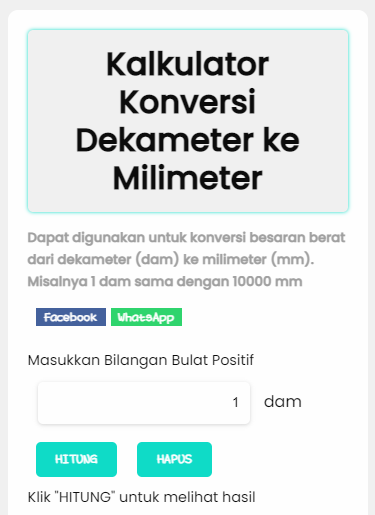 Kalkulator
Konversi
Dekameter ke
Milimeter
Dapat digunakan untuk konversi besaran berat
dari dekameter (dam) ke milimeter (mm).
Misalnya 1 dam sama dengan 10000 mm
Facebook WhatsApp
Masukkan Bilangan Bulat Positif
1 dam
HITUNG HAPUS
Klik "HITUNG" untuk melihat hasil